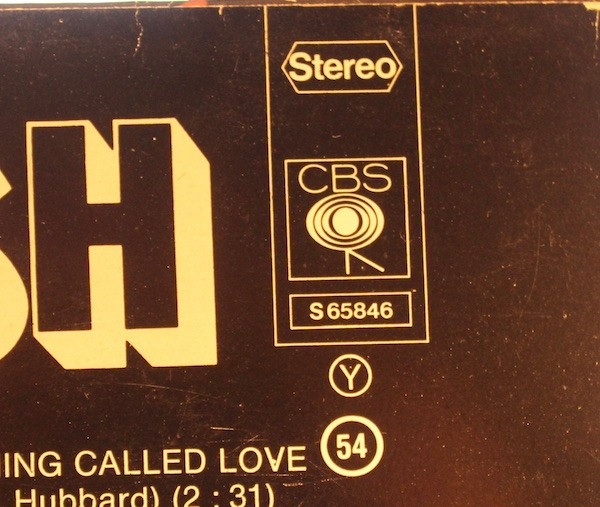 Stereo
SH
CBS
S 65846
Y
54
ING CALLED LOVE
Hubbard) (2 : 31)